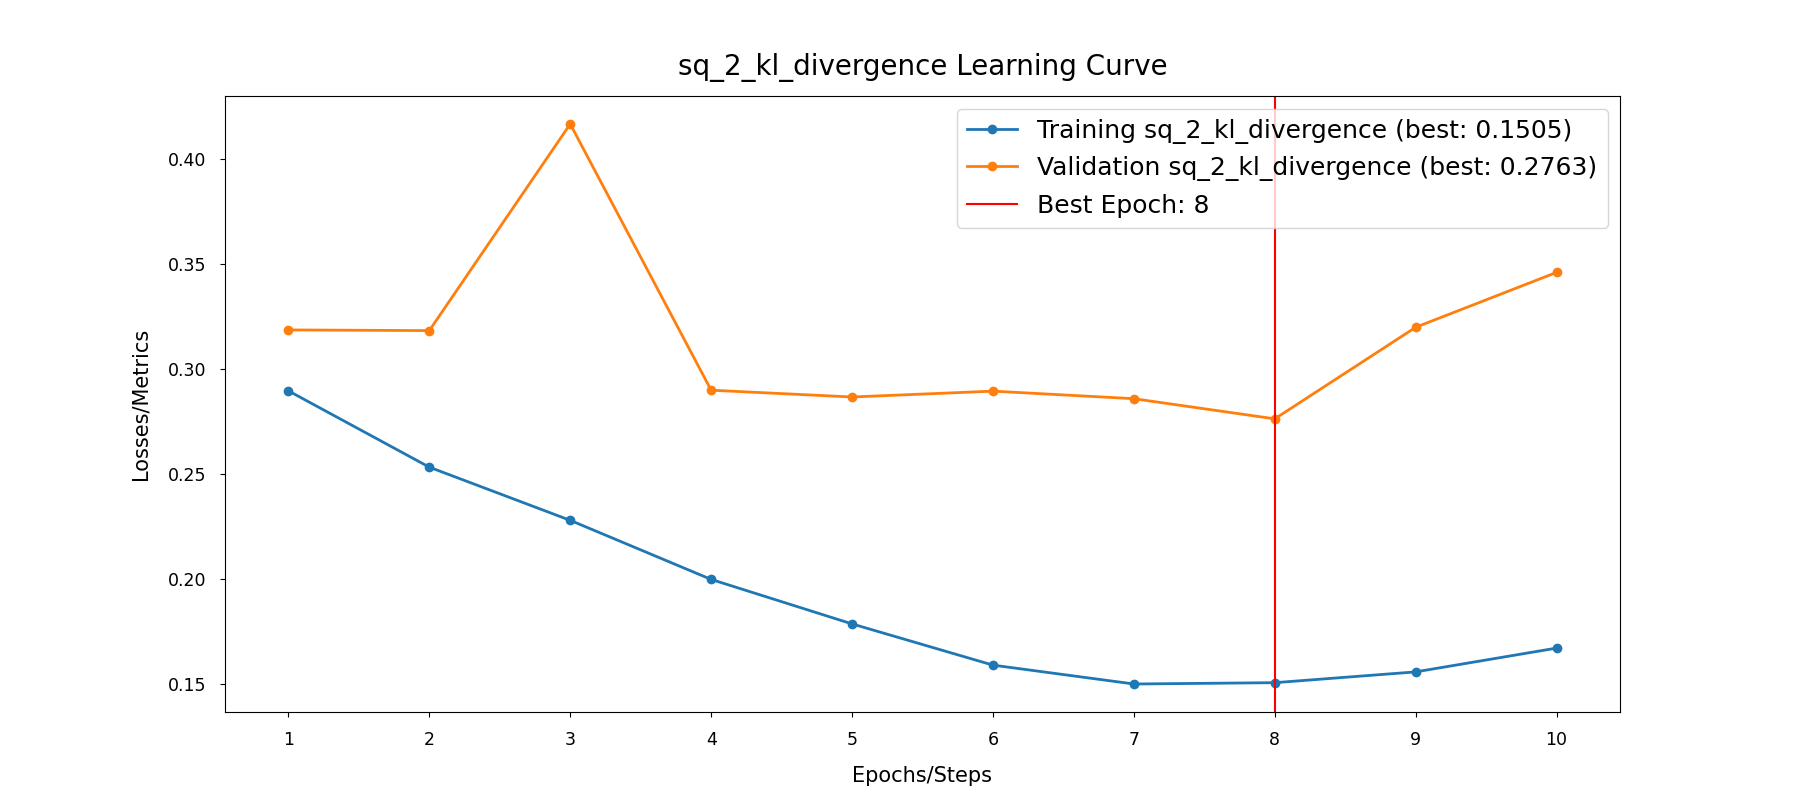 sq_2_kl_divergence Learning Curve
Training sq_2_kl_divergence (best: 0.1505)
Validation sq_2_kl_divergence (best: 0.2763)
Best Epoch: 8
0.40
0.35
0.30
0.25
0.20
0.15
Losses/Metrics
1 2 3 4 5 6 7 8 9 10
Epochs/Steps